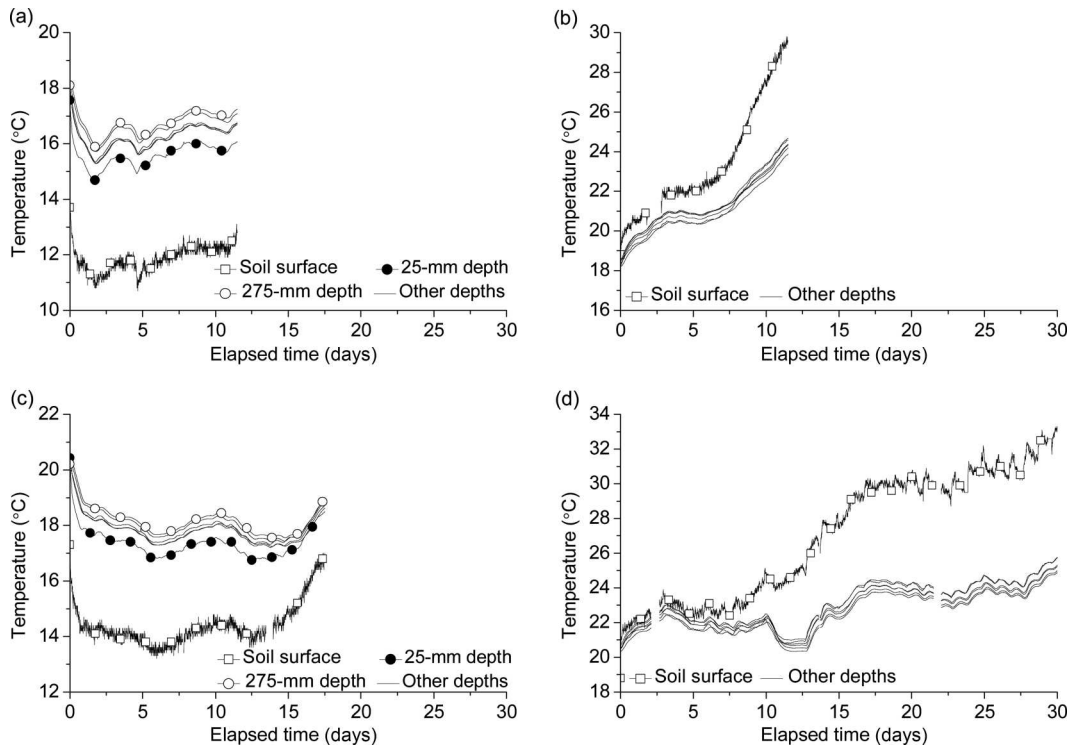 (a)
18
16
14
12
10
Temperature (°C)
20
18
16
14
12
10
0 5 10 15 20 25 30
Elapsed time (days)
Soil surface 25-mm depth
275-mm depth Other depths
(b)
Temperature (°C)
30
28
26
24
22
20
18
16
Soil surface Other depths
0 5 10 15 20 25 30
Elapsed time (days)
(c)
Temperature (°C)
22
20
18
16
14
12
Soil surface 25-mm depth
275-mm depth Other depths
0 5 10 15 20 25 30
Elapsed time (days)
(d)
Temperature (°C)
34
32
30
28
26
24
22
20
18
Soil surface Other depths
0 5 10 15 20 25 30
Elapsed time (days)